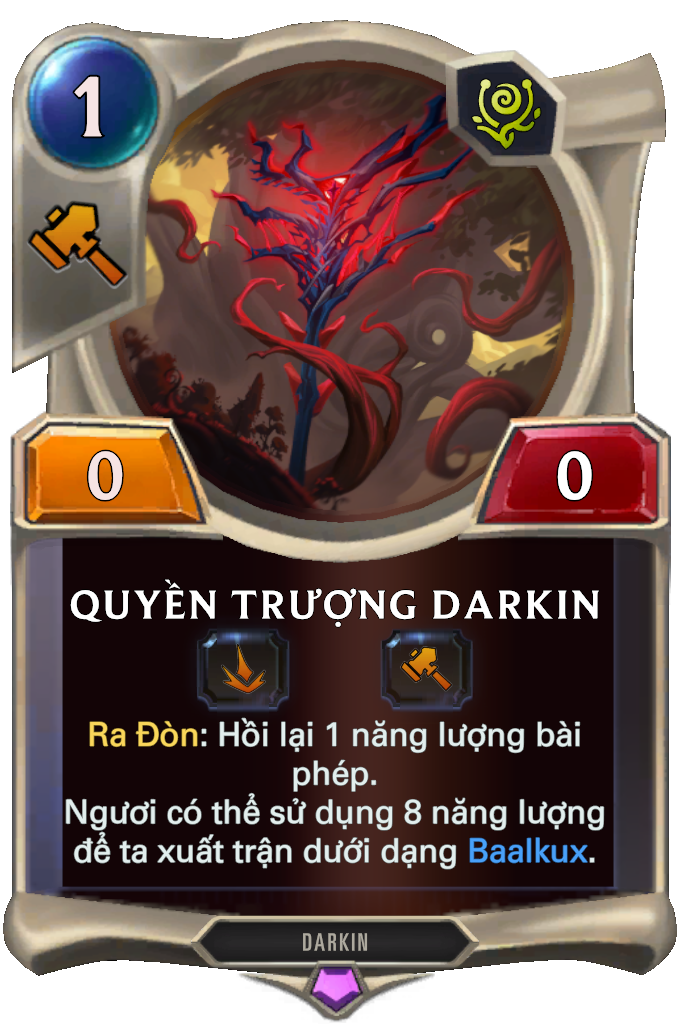 1
0
0
QUYỀN TRƯỢNG DARKIN
Ra Đòn: Hồi lại 1 năng lượng bài
phép.
Ngươi có thể sử dụng 8 năng lượng
để ta xuất trận dưới dạng Baalkux.
DARKIN